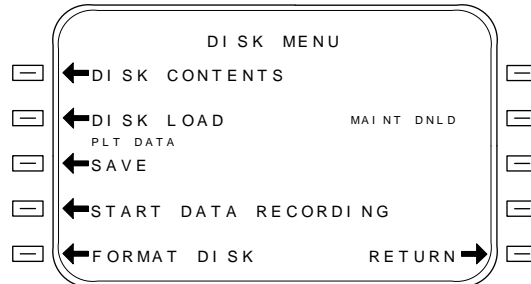 DISK MENU
DISK CONTENTS
DISK LOAD MAINT DNLD
PLT DATA
SAVE
START DATA RECORDING
FORMAT DISK RETURN